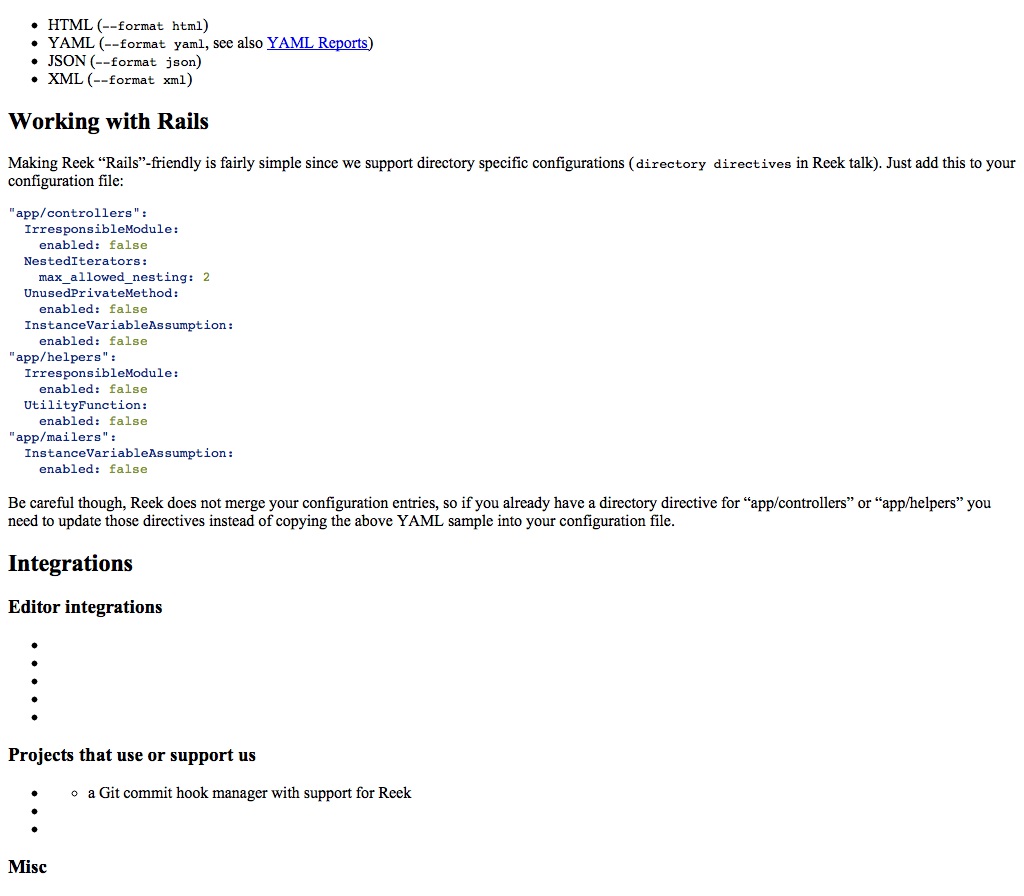 • HTML (--format html)
• YAML (--format yaml, see also YAML Reports)
• JSON (--format json)
• XML (--format xml)
Working with Rails
Making Reek “Rails”-friendly is fairly simple since we support directory specific configurations (directory directives in Reek talk). Just add this to your
configuration file:
"app/controllers":
  IrresponsibleModule:
    enabled: false
  NestedIterators:
    max_allowed_nesting: 2
  UnusedPrivateMethod:
    enabled: false
  InstanceVariableAssumption:
    enabled: false
"app/helpers":
  IrresponsibleModule:
    enabled: false
  UtilityFunction:
    enabled: false
"app/mailers":
  InstanceVariableAssumption:
    enabled: false
Be careful though, Reek does not merge your configuration entries, so if you already have a directory directive for “app/controllers” or “app/helpers” you
need to update those directives instead of copying the above YAML sample into your configuration file.
Integrations
Editor integrations
Projects that use or support us
◦ a Git commit hook manager with support for Reek
Misc